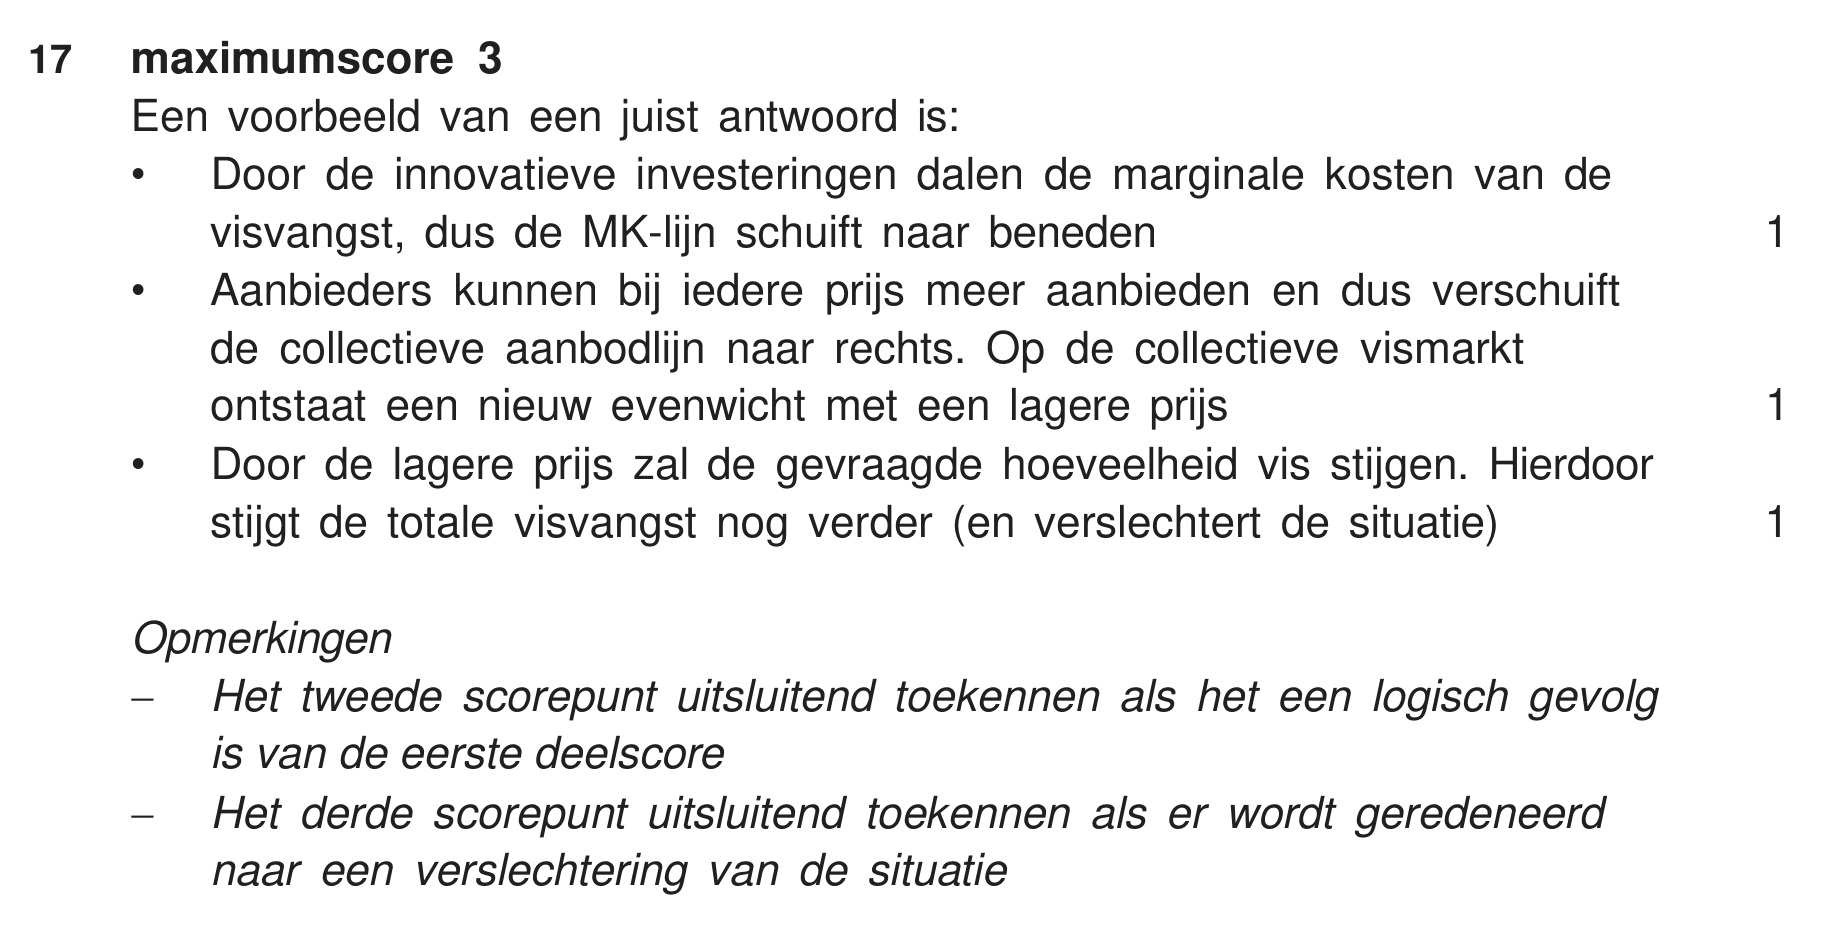 17 maximumscore 3
Een voorbeeld van een juist antwoord is:
• Door de innovatieve investeringen dalen de marginale kosten van de
visvangst, dus de MK-lijn schuift naar beneden 1
• Aanbieders kunnen bij iedere prijs meer aanbieden en dus verschuift
de collectieve aanbodlijn naar rechts. Op de collectieve vismarkt
ontstaat een nieuw evenwicht met een lagere prijs 1
• Door de lagere prijs zal de gevraagde hoeveelheid vis stijgen. Hierdoor
stijgt de totale visvangst nog verder (en verslechtert de situatie) 1
Opmerkingen
− Het tweede scorepunt uitsluitend toekennen als het een logisch gevolg
is van de eerste deelscore
− Het derde scorepunt uitsluitend toekennen als er wordt geredeneerd
naar een verslechtering van de situatie